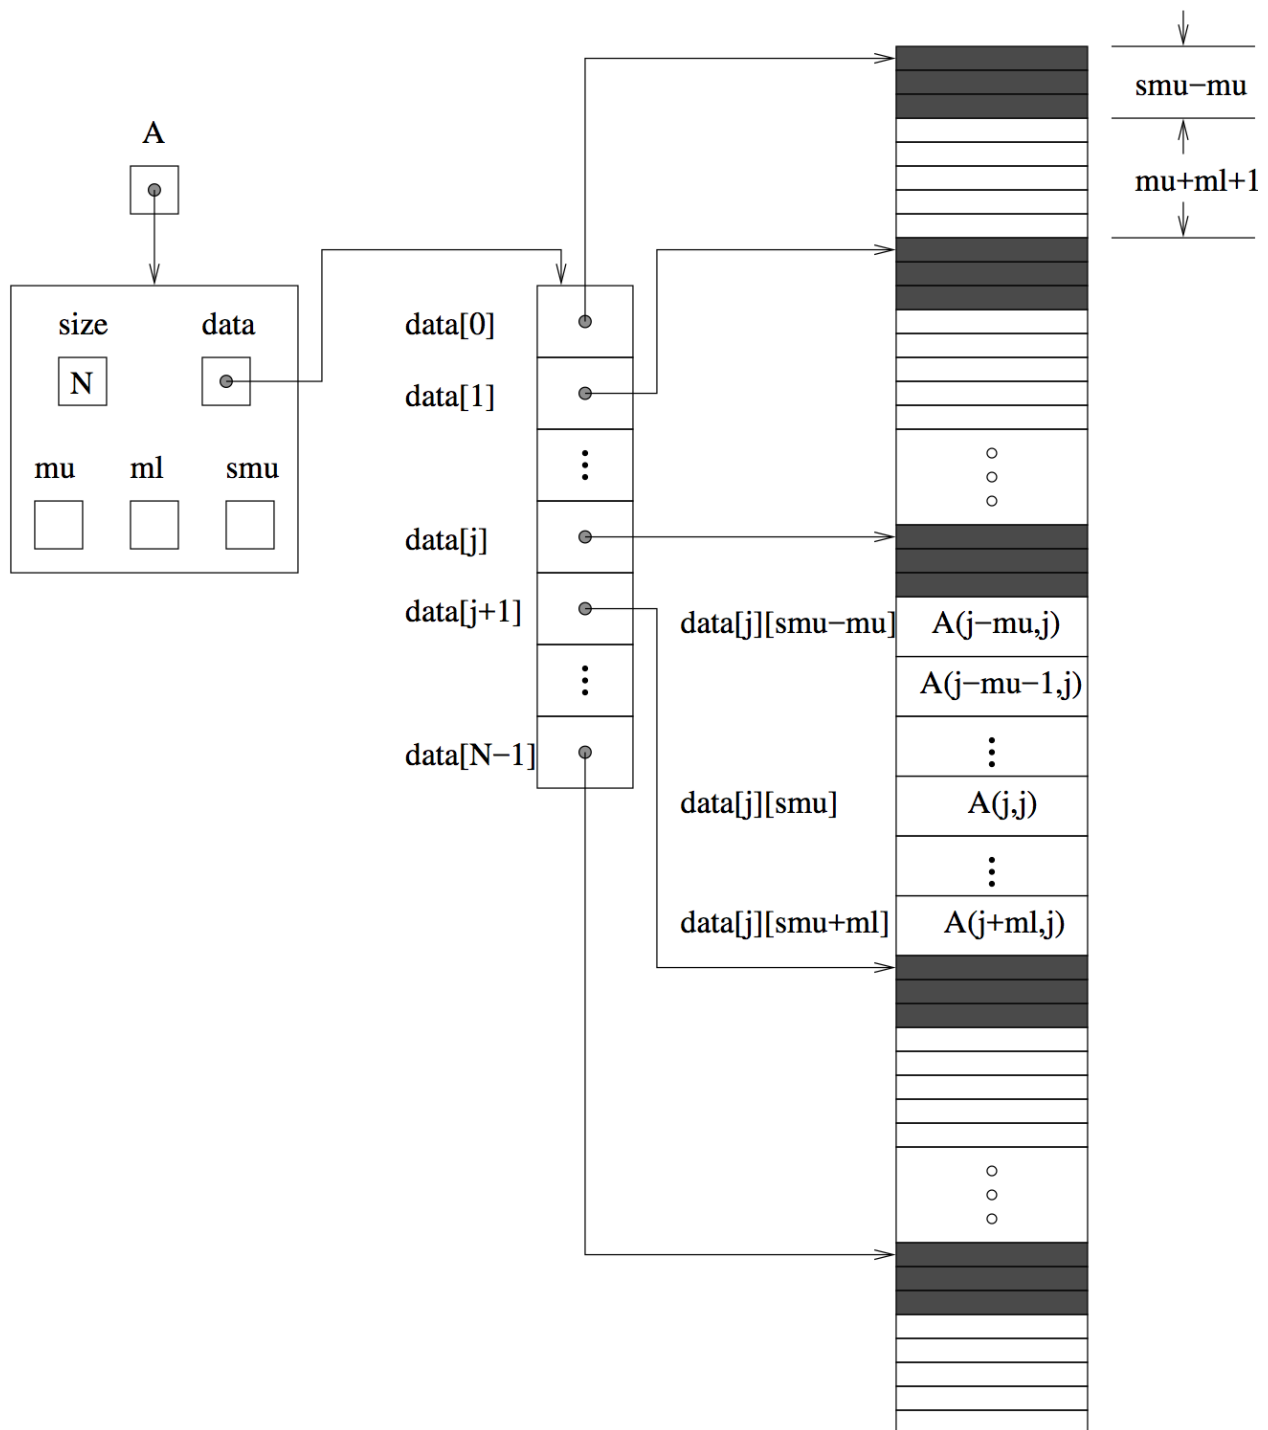 A
size data
N
mu ml smu
data[0]
data[1]
data[j]
data[j+1]
data[N−1]
data[j][smu−mu]
data[j][smu]
data[j][smu+ml]
A(j−mu,j)
A(j−mu−1,j)
A(j,j)
A(j+ml,j)
smu−mu
mu+ml+1